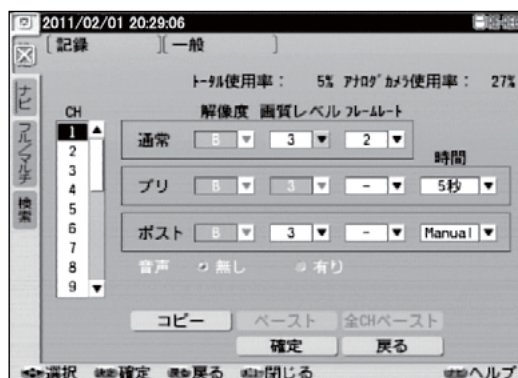 2011/02/01 20:29:06
[記録 ][一般 ]
トータル使用率: 5% アナログカメラ使用率: 27%
ナビ
フル/マルチ
検索
CH 解像度 画質レベル フレームレート
1
2
3
4
5
6
7
8
9
通常 B 3 2
時間
プリ B 3 - 5秒
ポスト B 3 - Manual
音声 無し 有り
コピー ペースト 全CHペースト
確定 戻る
選択 確定 戻る 閉じる ヘルプ